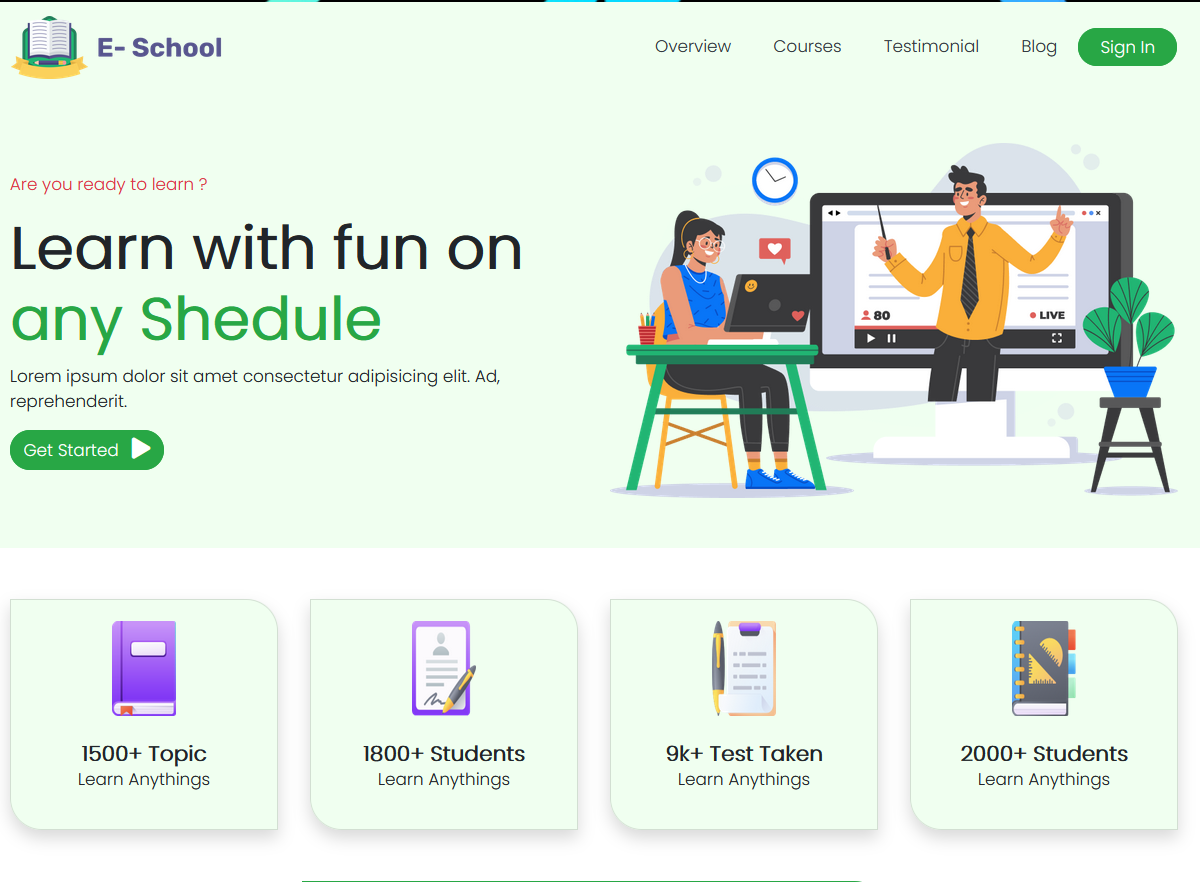 E- School
Overview Courses Testimonial Blog Sign In
Are you ready to learn ?
Learn with fun on
any Shedule
Lorem ipsum dolor sit amet consectetur adipisicing elit. Ad,
reprehenderit.
Get Started
80
LIVE
1500+ Topic
Learn Anythings
1800+ Students
Learn Anythings
9k+ Test Taken
Learn Anythings
2000+ Students
Learn Anythings